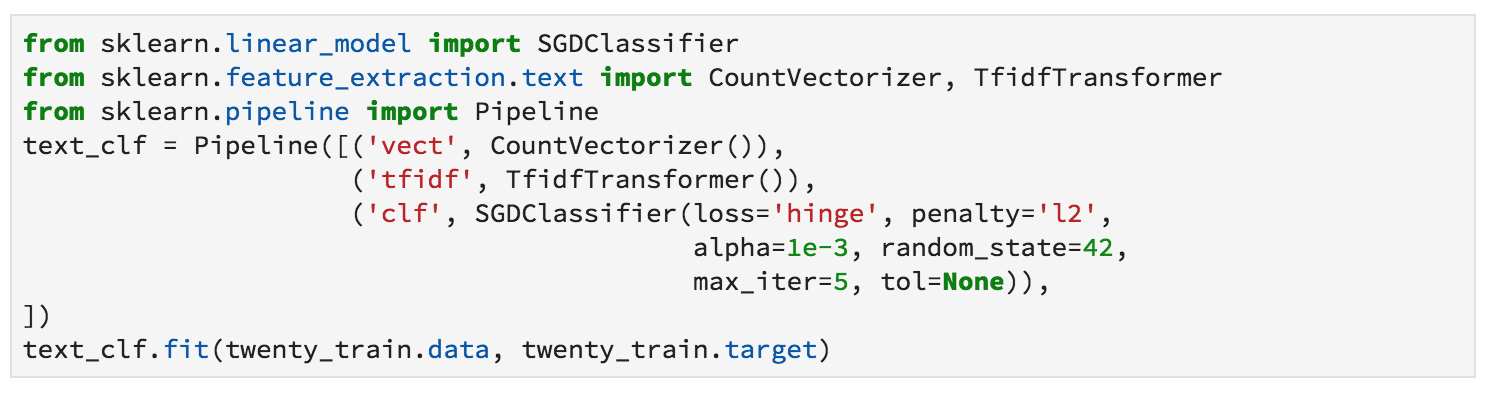 from sklearn.linear_model import SGDClassifier
from sklearn.feature_extraction.text import CountVectorizer, TfidfTransformer
from sklearn.pipeline import Pipeline
text_clf = Pipeline([('vect', CountVectorizer()),
                     ('tfidf', TfidfTransformer()),
                     ('clf', SGDClassifier(loss='hinge', penalty='l2',
                                           alpha=1e-3, random_state=42,
                                           max_iter=5, tol=None)),
])
text_clf.fit(twenty_train.data, twenty_train.target)